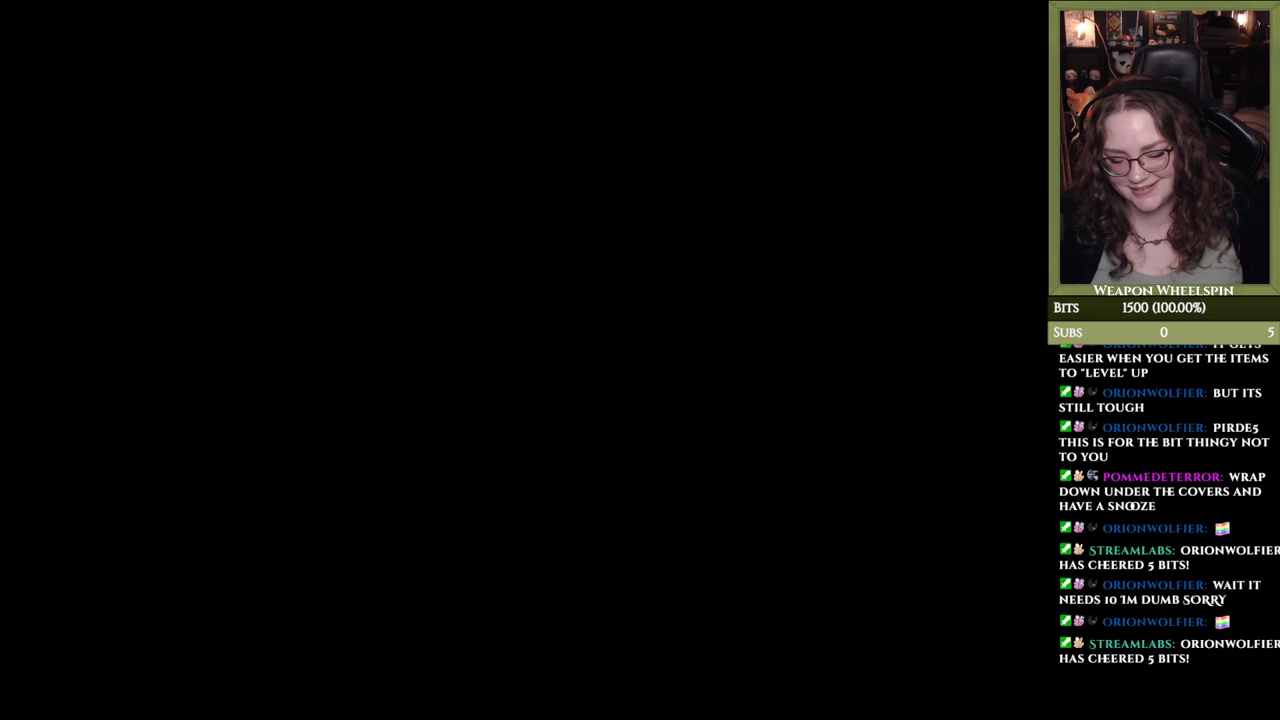 Weapon Wheelspin
Bits 1500 (100.00%)
Subs 0 5
ORIONWOLFIER: IT GETS
EASIER WHEN YOU GET THE ITEMS
TO "LEVEL" UP
ORIONWOLFIER: BUT ITS
STILL TOUGH
ORIONWOLFIER: PIRDE5
THIS IS FOR THE BIT THINGY NOT
TO YOU
POMMEDETERROR: WRAP
DOWN UNDER THE COVERS AND
HAVE A SNOOZE
ORIONWOLFIER:
STREAMLABS: ORIONWOLFIER
HAS CHEERED 5 BITS!
ORIONWOLFIER: WAIT IT
NEEDS 10 IM DUMB SORRY
ORIONWOLFIER:
STREAMLABS: ORIONWOLFIER
HAS CHEERED 5 BITS!